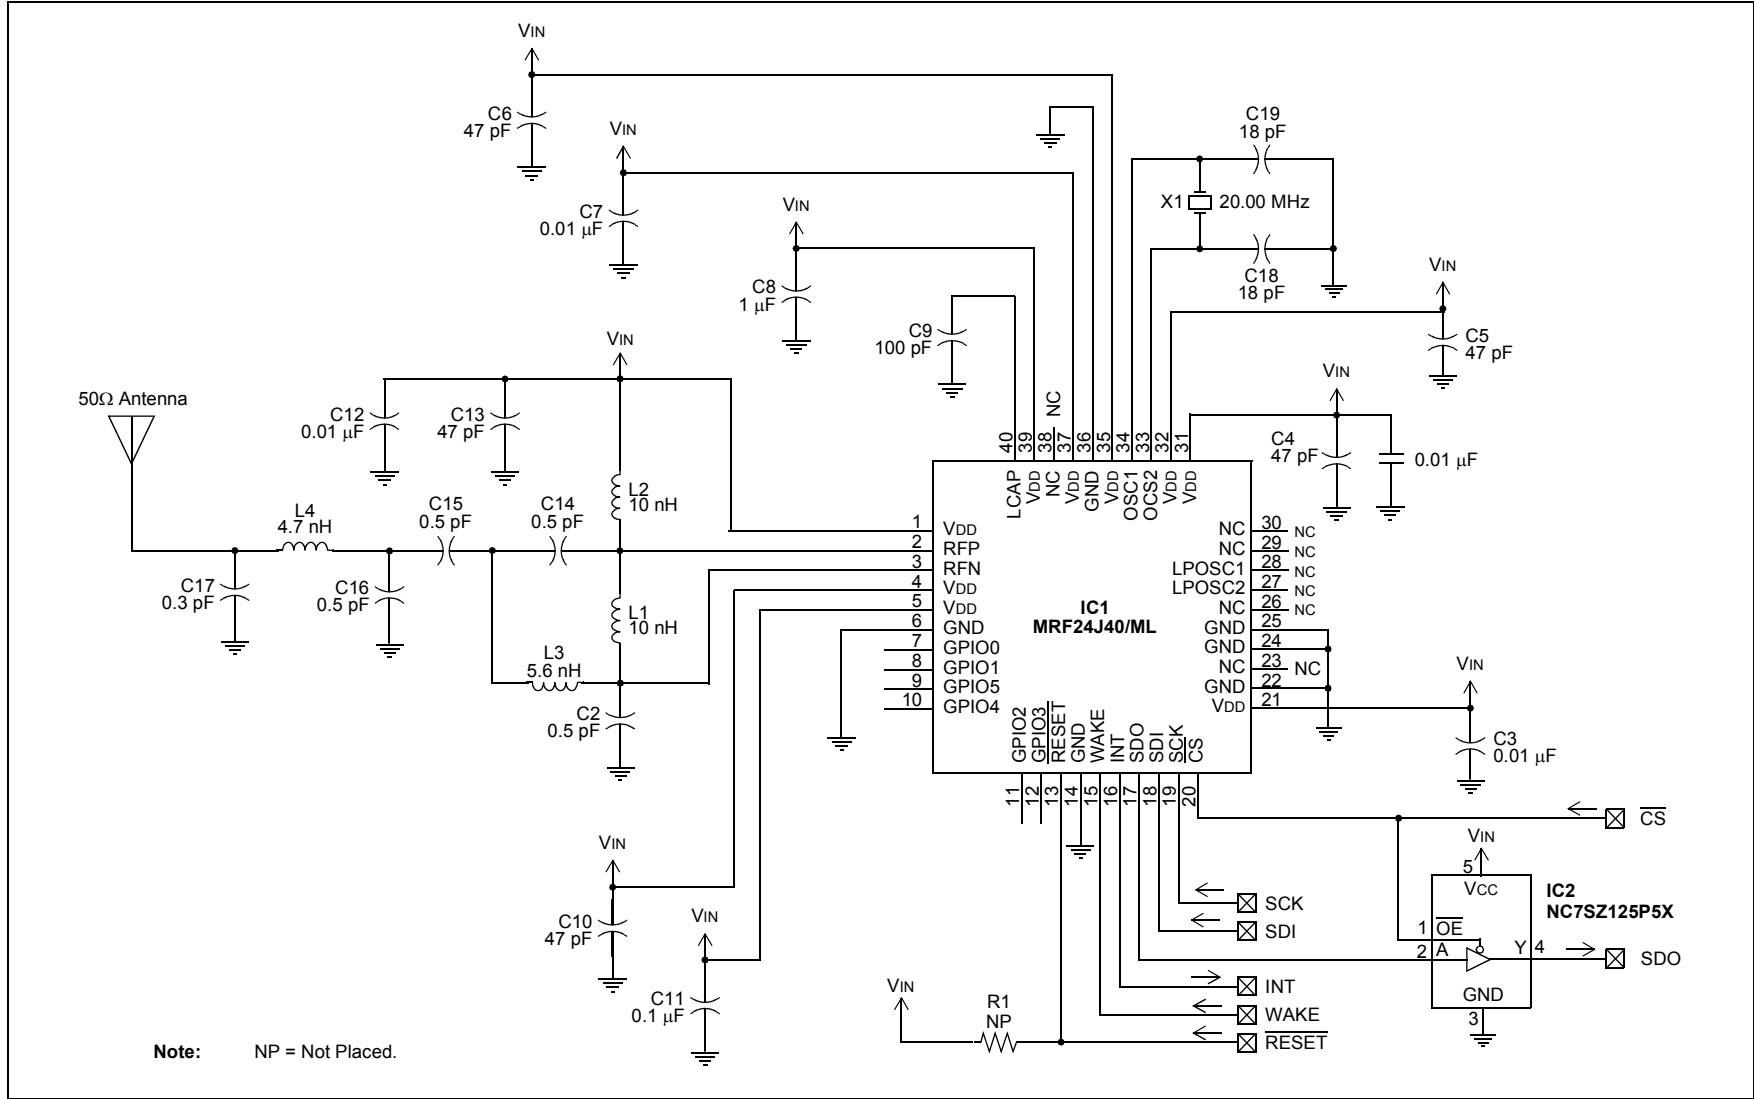 VIN
C6
47 pF
VIN
C7
0.01 µF
VIN
C8
1 µF
C9
100 pF
C19
18 pF
X1
20.00 MHz
C18
18 pF
VIN
C5
47 pF
VIN
C4
47 pF
0.01 µF
VIN
50Ω Antenna
C12
0.01 µF
C13
47 pF
L2
10 nH
L4
4.7 nH
C15
0.5 pF
C14
0.5 pF
C17
0.3 pF
C16
0.5 pF
L1
10 nH
L3
5.6 nH
C2
0.5 pF
NC
40 39 38 37 36 35 34 33 32 31
LCAP VDD NC VDD GND VDD OSC1 OCS2 VDD VDD
1 VDD
2 RFP
3 RFN
4 VDD
5 VDD
6 GND
7 GPIO0
8 GPIO1
9 GPIO5
10 GPIO4
IC1
MRF24J40/ML
NC 30 NC
NC 29 NC
LPOSC1 28 NC
LPOSC2 27 NC
NC 26 NC
GND 25
GND 24
NC 23 NC
GND 22
VDD 21
GPIO2 GPIO3 RESET GND WAKE INT SDO SDI SCK CS
11 12 13 14 15 16 17 18 19 20
VIN
C3
0.01 µF
CS
VIN
5
VCC
IC2
NC7SZ125P5X
1 OE
2 A
Y 4
SDO
GND
3
SCK
SDI
INT
WAKE
RESET
VIN
C10
47 pF
VIN
C11
0.1 µF
VIN
R1
NP
Note: NP = Not Placed.